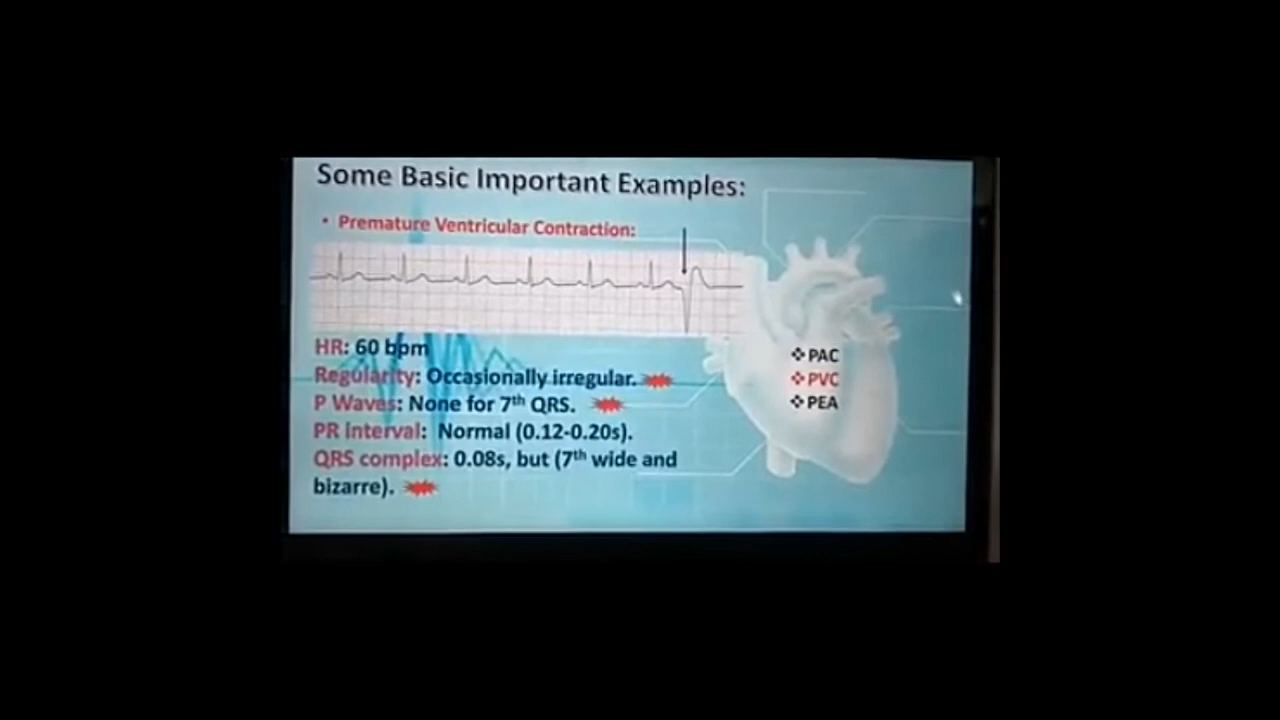 Some Basic Important Examples:
• Premature Ventricular Contraction:
HR: 60 bpm
Regularity: Occasionally irregular.
P Waves: None for 7th QRS.
PR interval: Normal (0.12-0.20s).
QRS complex: 0.08s, but (7th wide and
bizarre).
❖ PAC
❖ PVC
❖ PEA